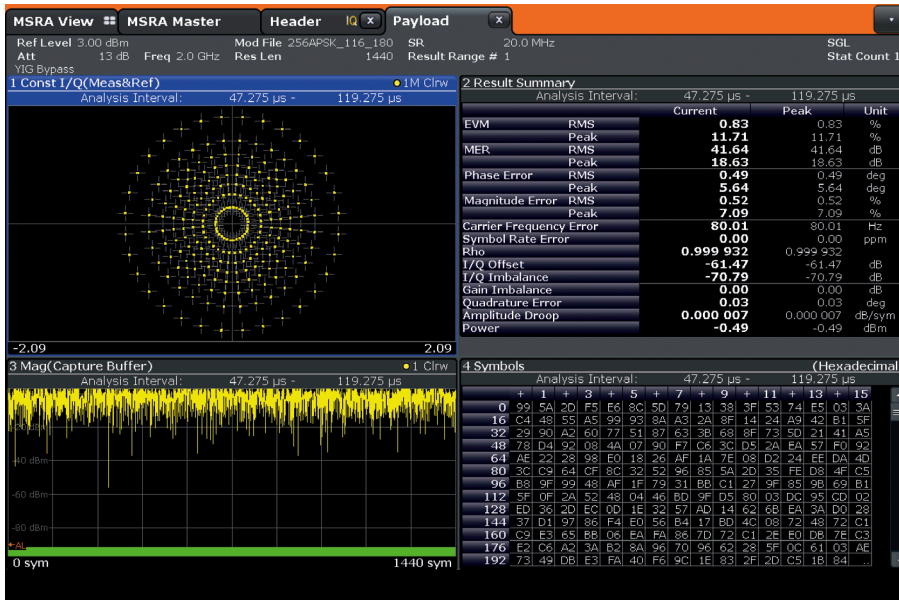 MSRA View MSRA Master Header IQ x Payload x
Ref Level 3.00 dBm Mod File 256APSK_116_180 SR 20.0 MHz SGL
Att 13 dB Freq 2.0 GHz Res Len 1440 Result Range # 1 Stat Count 1
YIG Bypass
1 Const I/Q(Meas&Ref) 1M Clrw
Analysis Interval: 47.275 µs - 119.275 µs
-2.09 2.09
2 Result Summary
Analysis Interval: 47.275 µs - 119.275 µs
Current Peak Unit
EVM RMS 0.83 0.83 %
Peak 11.71 11.71 %
MER RMS 41.64 41.64 dB
Peak 18.63 18.63 dB
Phase Error RMS 0.49 0.49 deg
Peak 5.64 5.64 deg
Magnitude Error RMS 0.52 0.52 %
Peak 7.09 7.09 %
Carrier Frequency Error 80.01 80.01 Hz
Symbol Rate Error 0.00 0.00 ppm
Rho 0.999 932 0.999 932
I/Q Offset -61.47 -61.47 dB
I/Q Imbalance -70.79 -70.79 dB
Gain Imbalance 0.00 0.00 dB
Quadrature Error 0.03 0.03 deg
Amplitude Droop 0.000 007 0.000 007 dB/sym
Power -0.49 -0.49 dBm
3 Mag(Capture Buffer) 1 Clrw
Analysis Interval: 47.275 µs - 119.275 µs
-20 dBm
-40 dBm
-60 dBm
-80 dBm
AL
0 sym 1440 sym
4 Symbols (Hexadecimal
Analysis Interval: 47.275 µs - 119.275 µs
+ 1 + 3 + 5 + 7 + 9 + 11 + 13 + 15
0 99 5A 2D F5 E6 8C 5D 79 13 38 3F 53 74 E5 03 3A
16 C4 48 55 A5 99 93 8A A3 2A 8F 14 24 A9 42 B1 5F
32 29 90 A2 60 77 51 87 63 3B 68 8F 73 5D 21 41 A5
48 78 D4 92 08 4A 07 80 F7 C6 3C D5 2A EA 57 F0 92
64 AE 22 28 98 E0 18 26 AF 1A 7E 08 D2 24 EE DA 4D
80 3C C9 64 CF 8C 32 52 96 85 5A 2D 35 FE D8 4F C5
96 B8 9F 99 48 AF 1F 79 31 BB C1 27 9F 85 9B 69 B1
112 5F 0F 2A 52 48 04 46 BD 9F D5 80 03 DC 95 CD 02
128 ED 36 2D EC 0D 1E 32 57 AD 14 62 6B EA 3A D0 28
144 37 D1 97 86 F4 E0 56 B4 17 BD 4C 08 72 48 72 C1
160 C9 E3 65 BB 06 EA FA 86 7D 72 C1 2E E0 DB 7E C3
176 E2 C6 A2 3A B2 8A 96 70 96 62 28 5F 0C 61 03 AE
192 73 49 DB E3 FA 40 F6 9C 1E 83 2F 2D C5 1B 84 ..